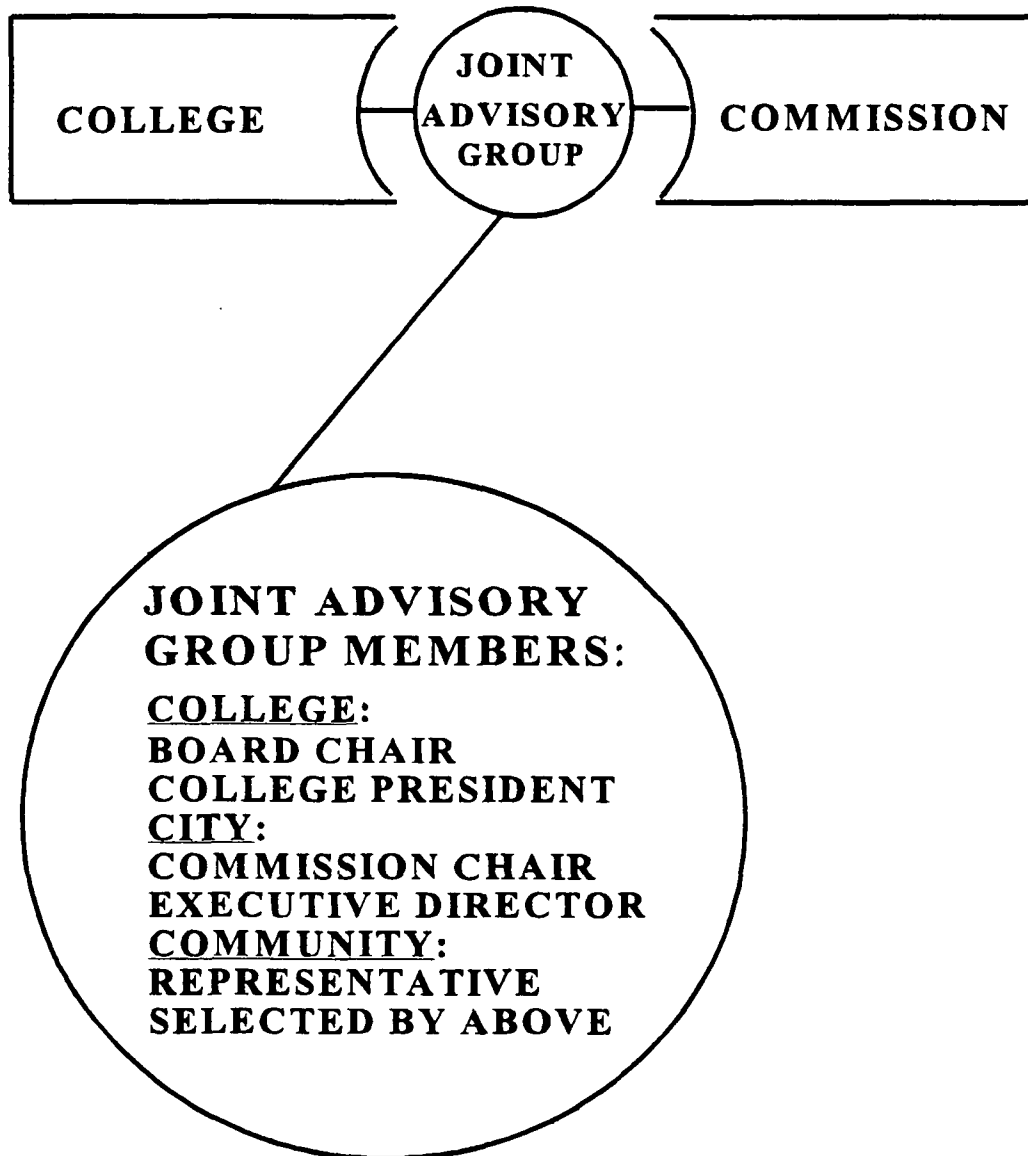 COLLEGE
JOINT
ADVISORY
GROUP
COMMISSION
JOINT ADVISORY
GROUP MEMBERS:
COLLEGE:
BOARD CHAIR
COLLEGE PRESIDENT
CITY:
COMMISSION CHAIR
EXECUTIVE DIRECTOR
COMMUNITY:
REPRESENTATIVE
SELECTED BY ABOVE